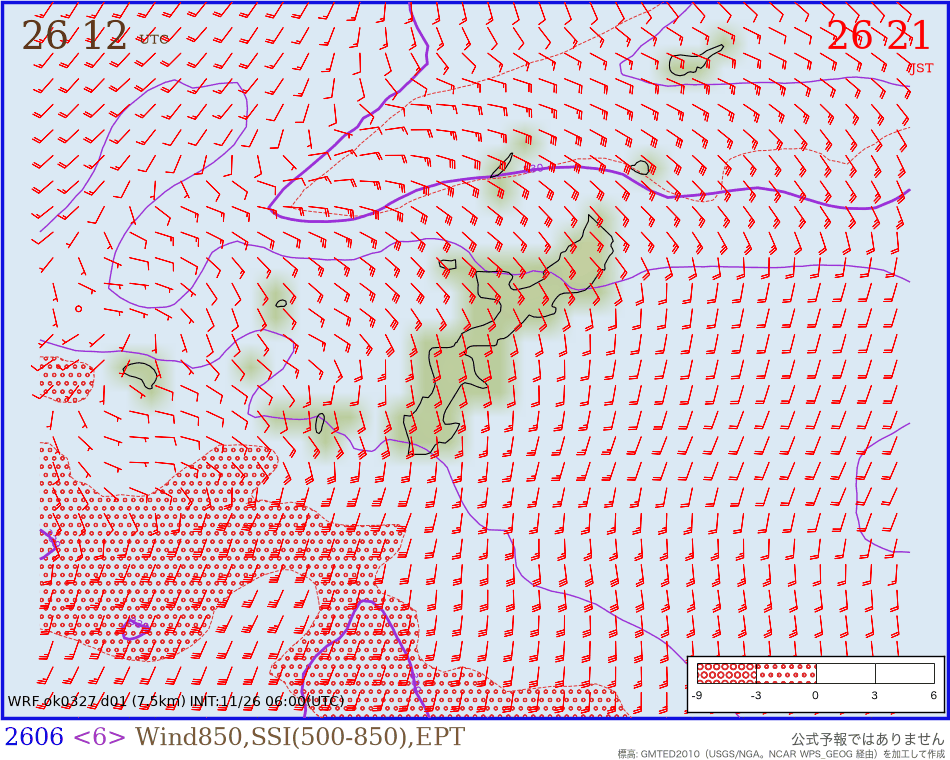 26 12 UTC
26 21
JST
WRF ok0327 d01 (7.5km) INIT:11/26 06:00(UTC)
-9 -3 0 3 6
2606 <6> Wind850,SSI(500-850),EPT
公式予報ではありません
標高: GMTED2010（USGS/NGA。NCAR WPS_GEOG 経由）を加工して作成